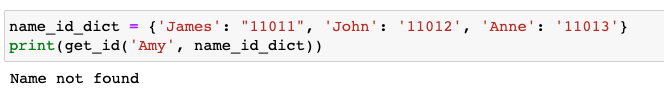 name_id_dict = {'James': "11011", 'John': '11012', 'Anne': '11013'}
print(get_id('Amy', name_id_dict))
Name not found